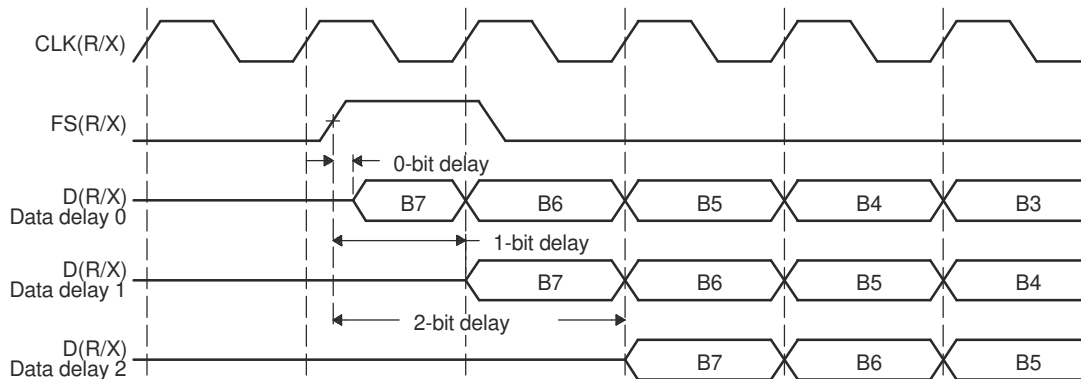 CLK(R/X)
FS(R/X)
0-bit delay
D(R/X)
Data delay 0
B7 B6 B5 B4 B3
1-bit delay
D(R/X)
Data delay 1
B7 B6 B5 B4
2-bit delay
D(R/X)
Data delay 2
B7 B6 B5